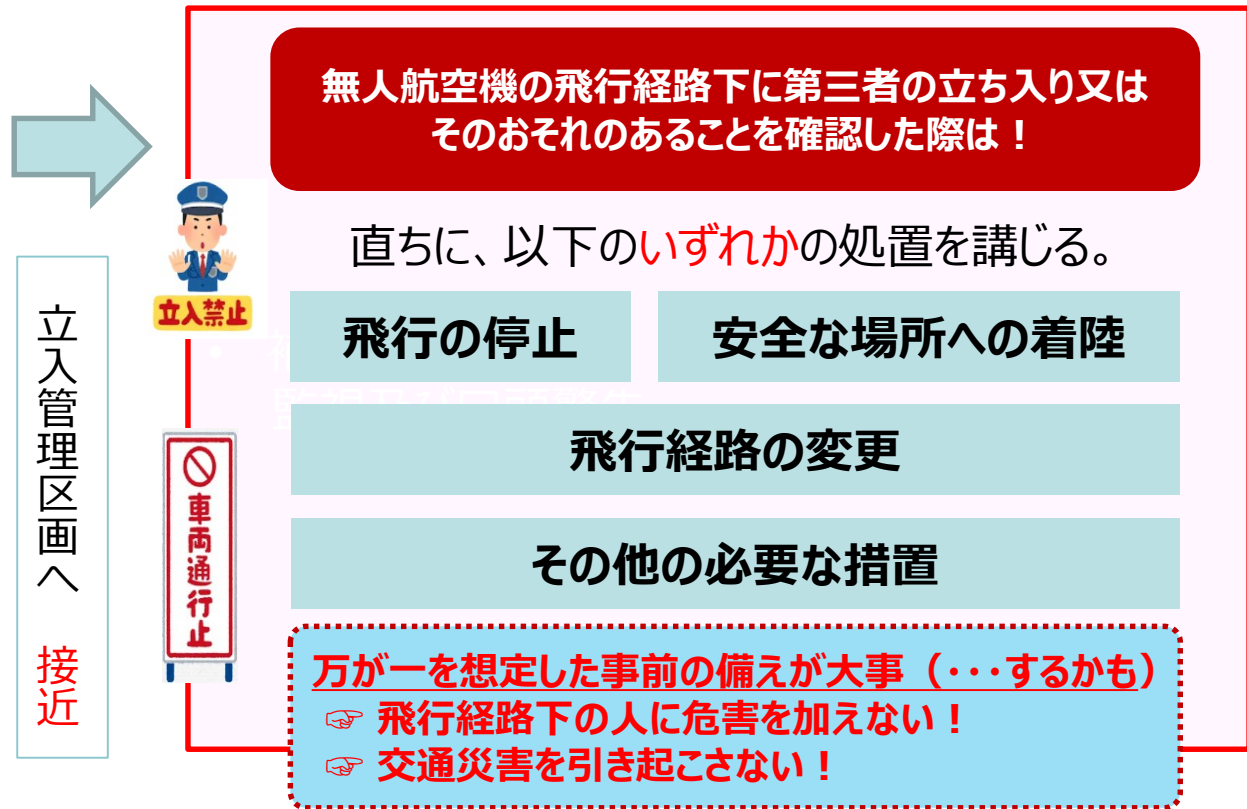 無人航空機の飛行経路下に第三者の立ち入り又は
そのおそれのあることを確認した際は！
直ちに、以下のいずれかの処置を講じる。
立入禁止
飛行の停止
安全な場所への着陸
飛行経路の変更
その他の必要な措置
車両通行止
立入管理区画へ 接近
万が一を想定した事前の備えが大事（・・・するかも）
☞ 飛行経路下の人に危害を加えない！
☞ 交通災害を引き起こさない！